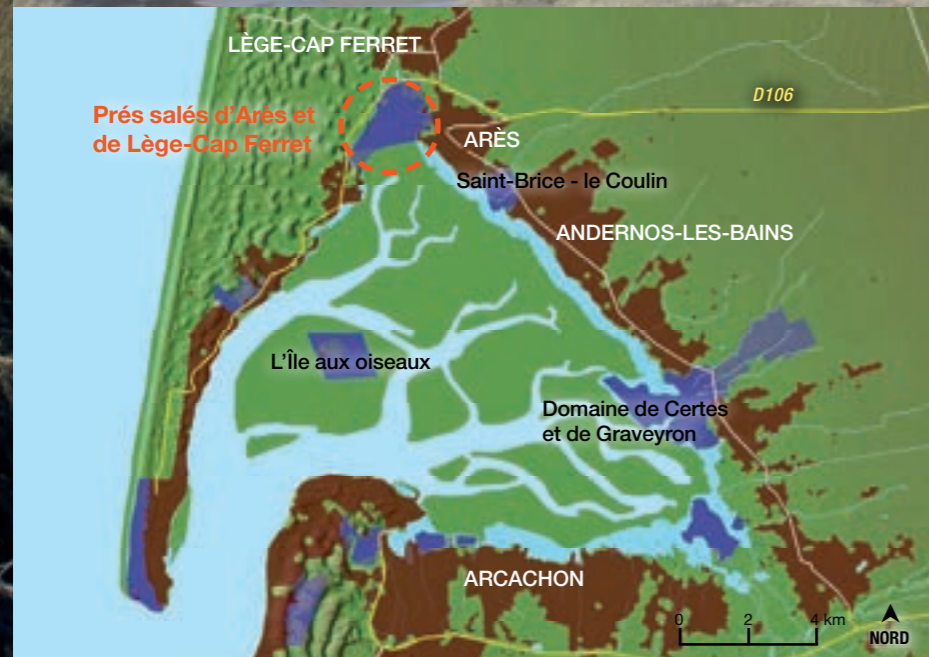 LÈGE-CAP FERRET
D106
Prés salés d'Arès et
de Lège-Cap Ferret
ARÈS
Saint-Brice - le Coulin
ANDERNOS-LES-BAINS
L'Île aux oiseaux
Domaine de Certes
et de Graveyron
ARCACHON
0 2 4 km
NORD